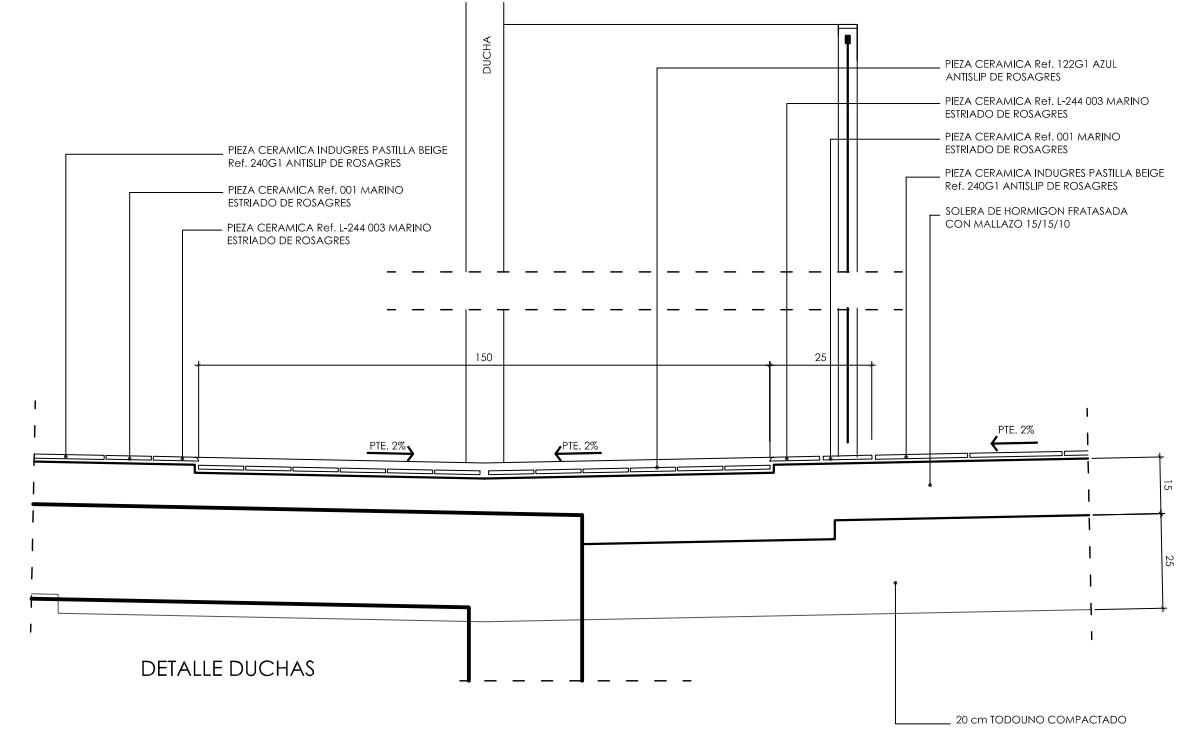 DUCHA
PIEZA CERAMICA Ref. 122G1 AZUL
ANTISLIP DE ROSAGRES
PIEZA CERAMICA Ref. L-244 003 MARINO
ESTRIADO DE ROSAGRES
PIEZA CERAMICA Ref. 001 MARINO
ESTRIADO DE ROSAGRES
PIEZA CERAMICA INDUGRES PASTILLA BEIGE
Ref. 240G1 ANTISLIP DE ROSAGRES
SOLERA DE HORMIGON FRATASADA
CON MALLAZO 15/15/10
PIEZA CERAMICA INDUGRES PASTILLA BEIGE
Ref. 240G1 ANTISLIP DE ROSAGRES
PIEZA CERAMICA Ref. 001 MARINO
ESTRIADO DE ROSAGRES
PIEZA CERAMICA Ref. L-244 003 MARINO
ESTRIADO DE ROSAGRES
150
25
PTE. 2%
PTE. 2%
PTE. 2%
15
25
DETALLE DUCHAS
20 cm TODOUNO COMPACTADO